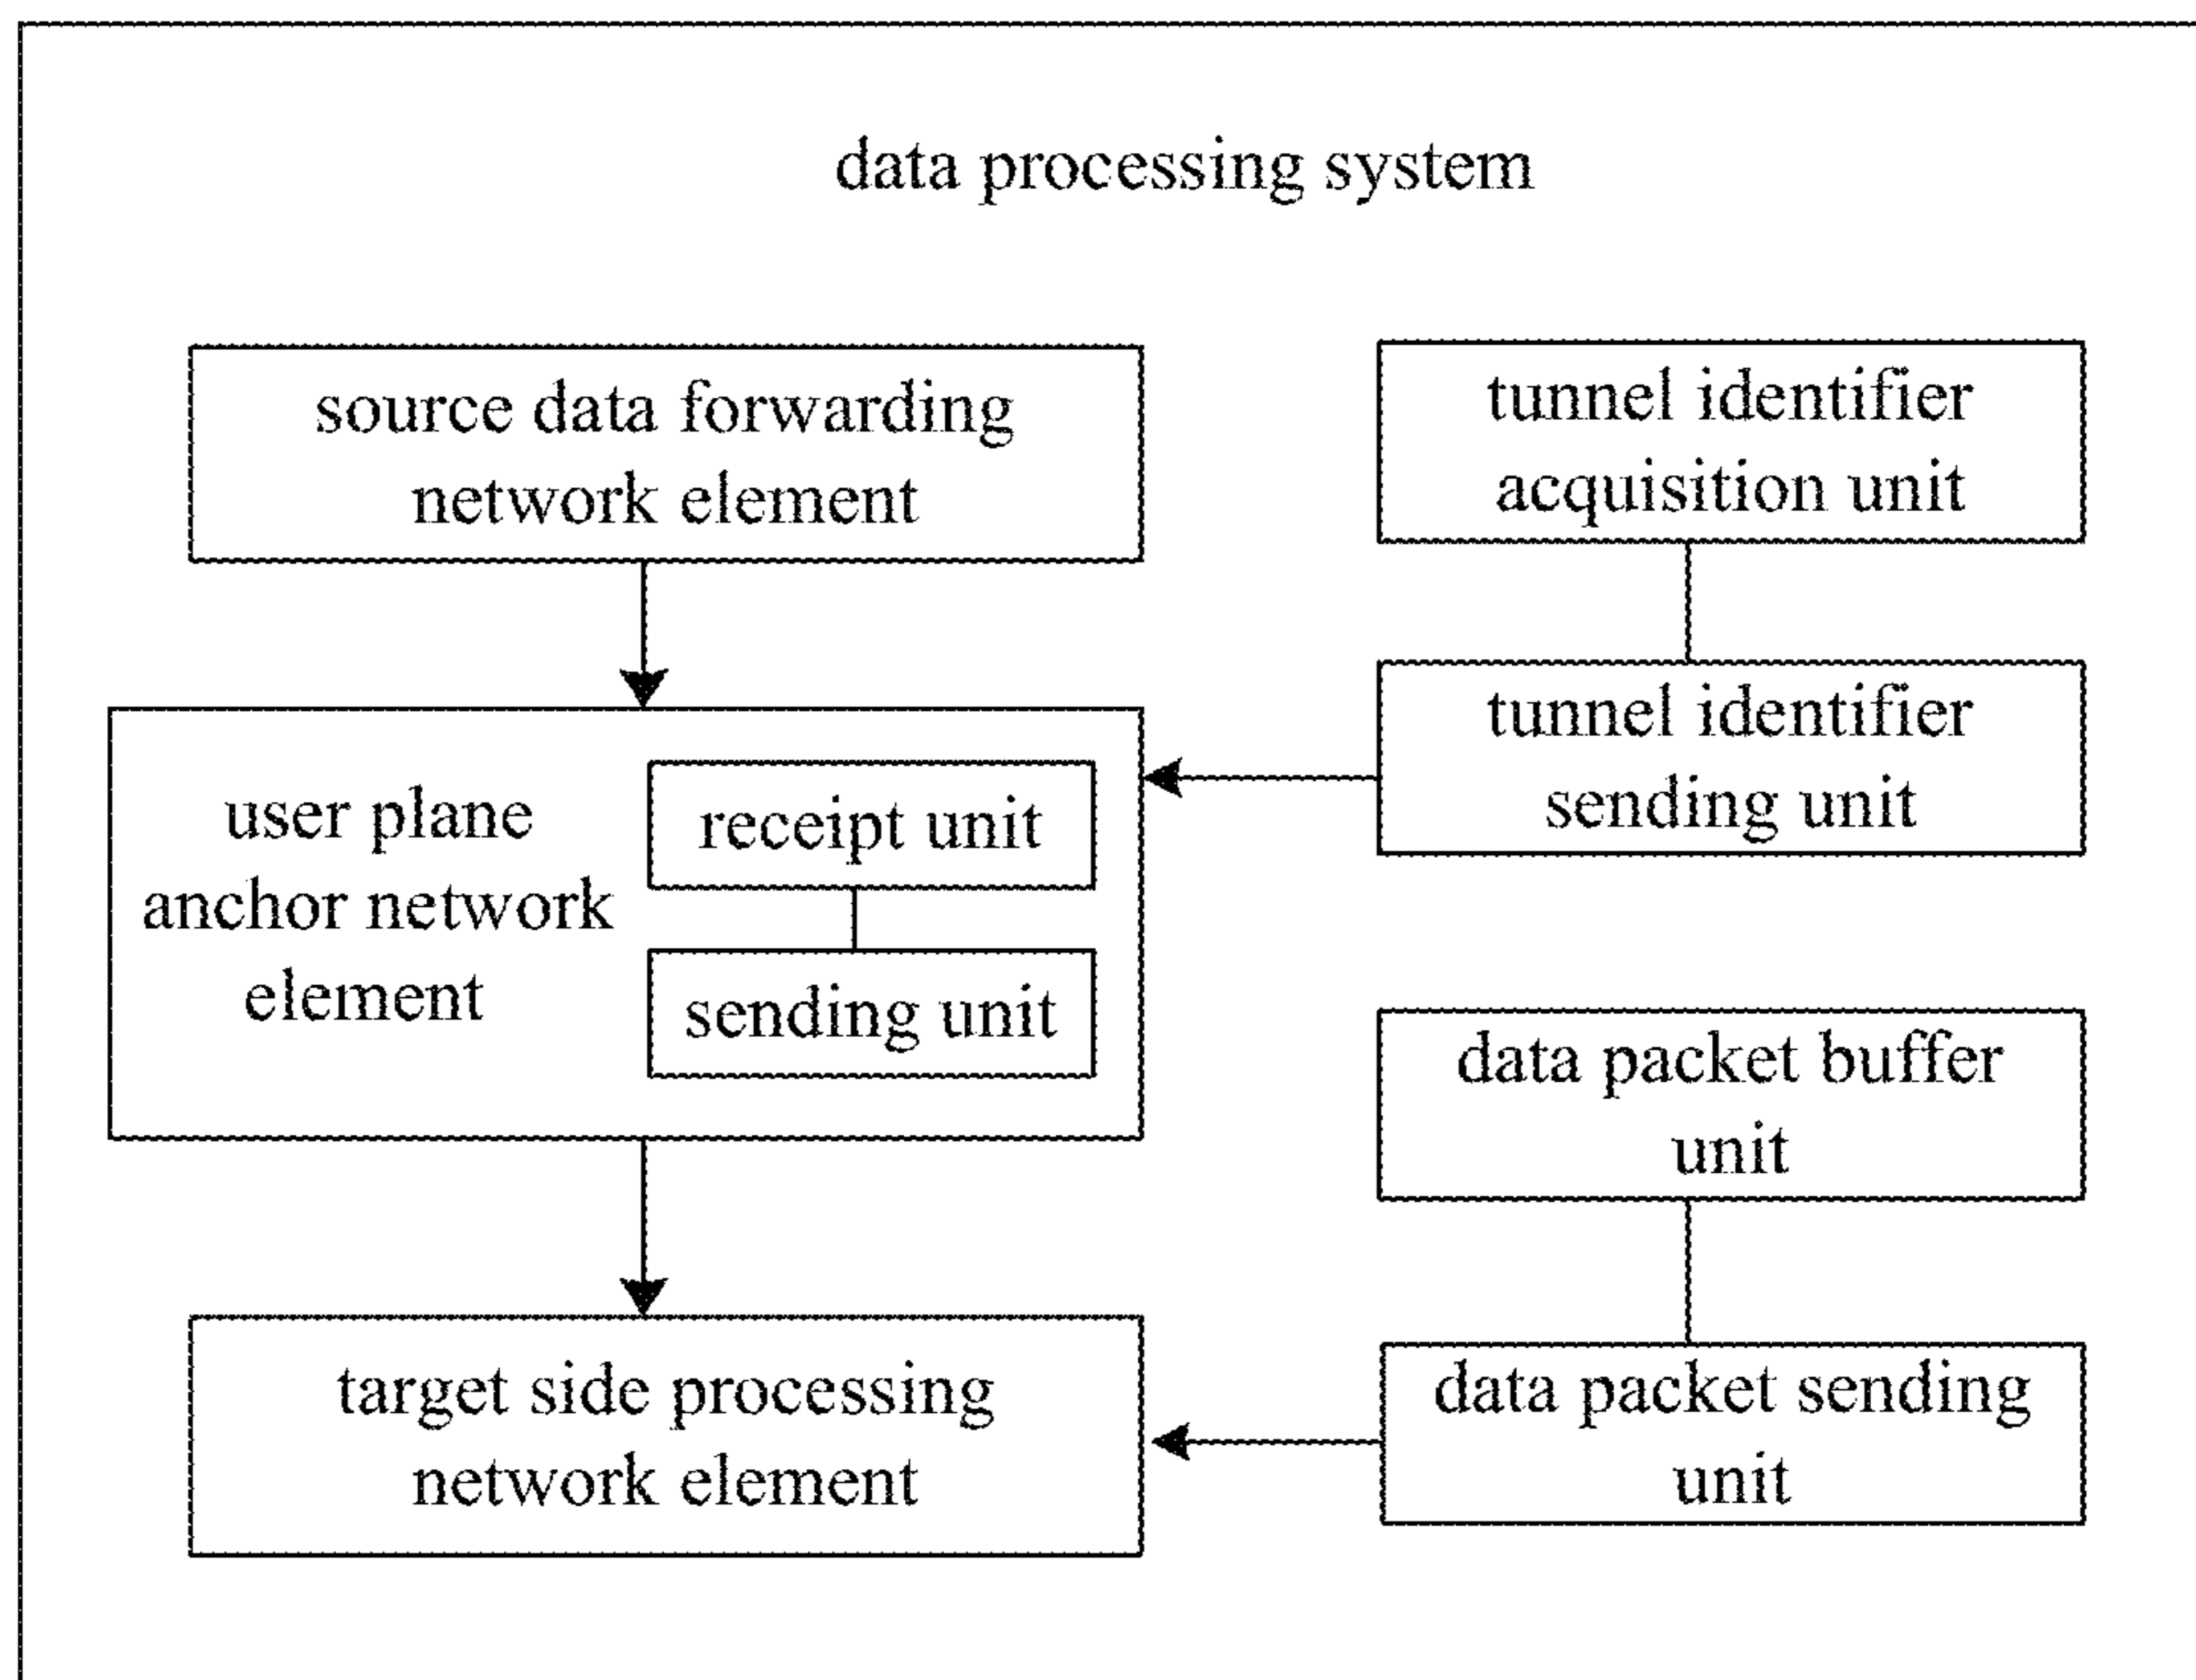 data processing system
source data forwarding
network element
tunnel identifier
acquisition unit
tunnel identifier
sending unit
user plane
anchor network
element
receipt unit
sending unit
data packet buffer
unit
target side processing
network element
data packet sending
unit